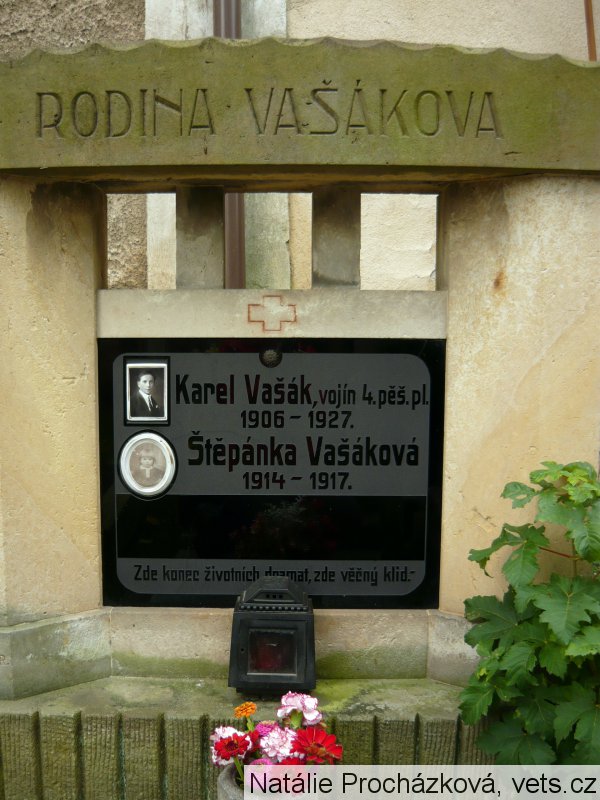 RODINA VAŠÁKOVA
Karel Vašák, vojín 4. pěš. pl.
1906 – 1927.
Štěpánka Vašáková
1914 – 1917.
Zde konec životních dramat, zde věčný klid.-
Natálie Procházková, vets.cz